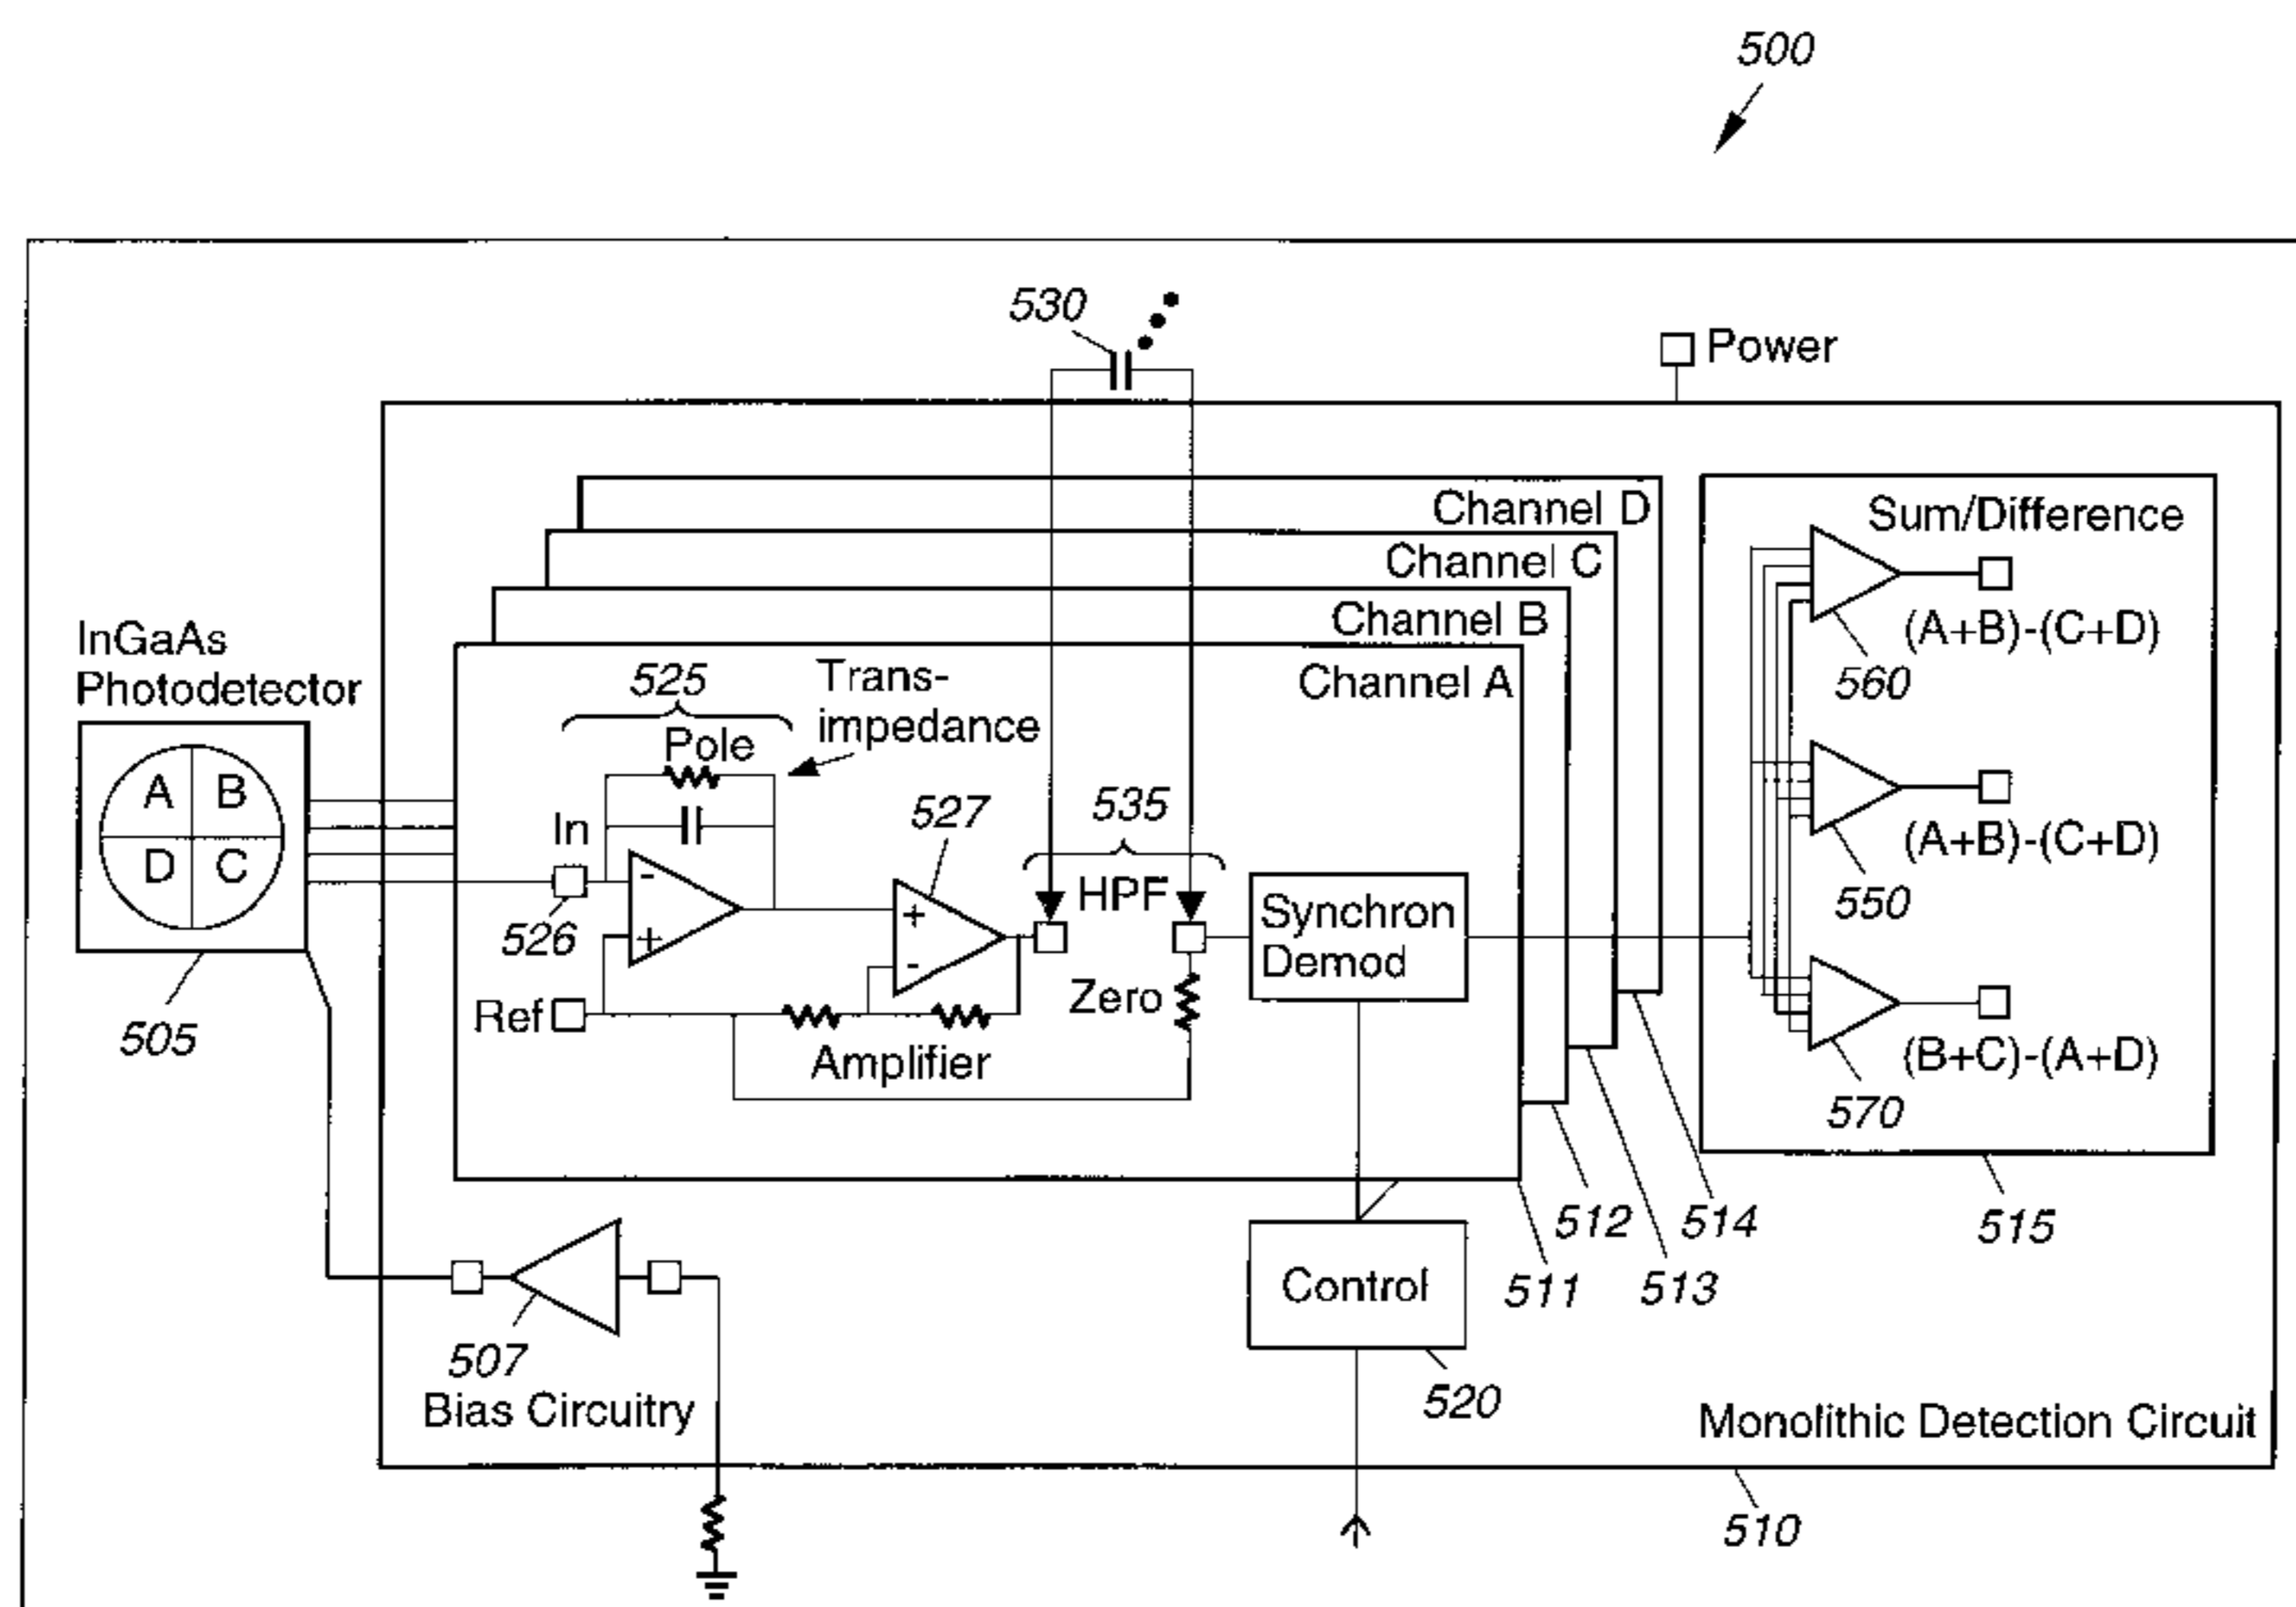 500
530
Power
Channel D
Channel C
Channel B
Channel A
Sum/Difference
(A+B)-(C+D)
560
(A+B)-(C+D)
550
(B+C)-(A+D)
570
InGaAs
Photodetector
A B
D C
505
525
Trans-
impedance
Pole
In
526
527
535
HPF
Synchron
Demod
Ref
Zero
Amplifier
512
514
515
511
513
Control
507
Bias Circuitry
520
Monolithic Detection Circuit
510
- + + -